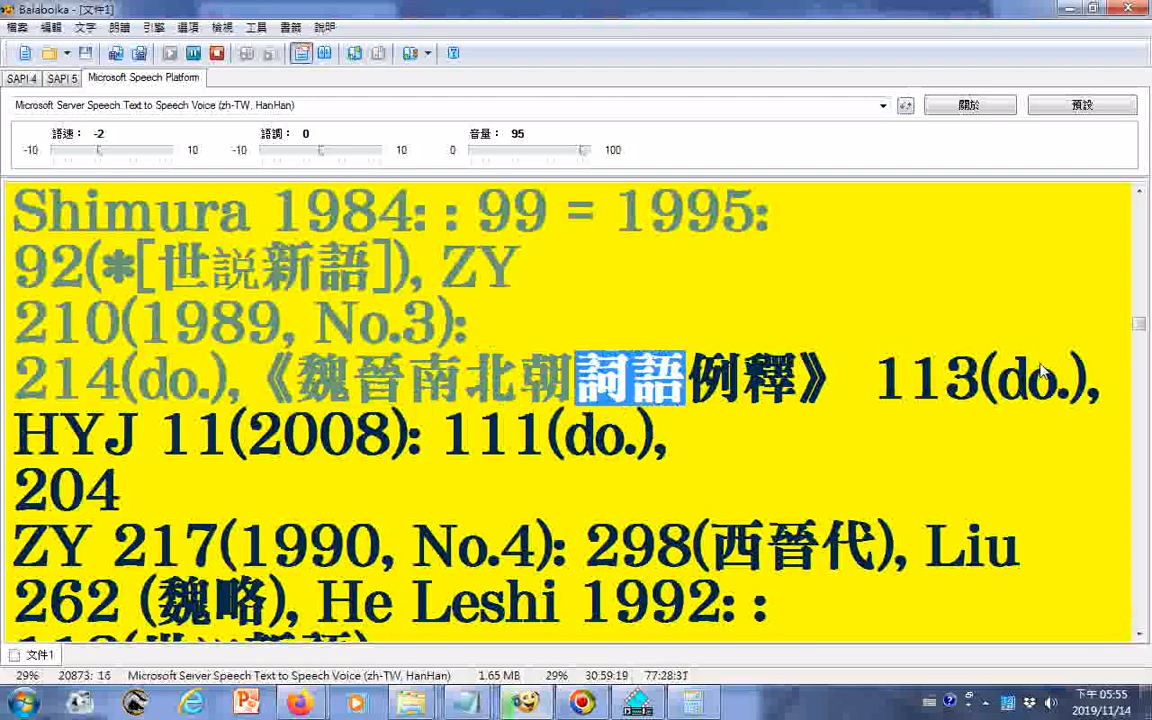 Balabolka - [文件1]
檔案 編輯 文字 朗讀 引擎 選項 檢視 工具 書籤 說明
SAPI 4 SAPI 5 Microsoft Speech Platform
Microsoft Server Speech Text to Speech Voice (zh-TW, HanHan) 關於 預設
語速： -2 語調： 0 音量： 95
-10 10 -10 10 0 100
Shimura 1984: : 99 = 1995:
92(*[世説新語]), ZY
210(1989, No.3):
214(do.),《魏晉南北朝詞語例釋》 113(do.),
HYJ 11(2008): 111(do.),
204
ZY 217(1990, No.4): 298(西晉代), Liu
262 (魏略), He Leshi 1992: :
文件1
29% 20873: 16 Microsoft Server Speech Text to Speech Voice (zh-TW, HanHan) 1.65 MB 29% 30:59:19 77:28:31
下午 05:55
2019/11/14